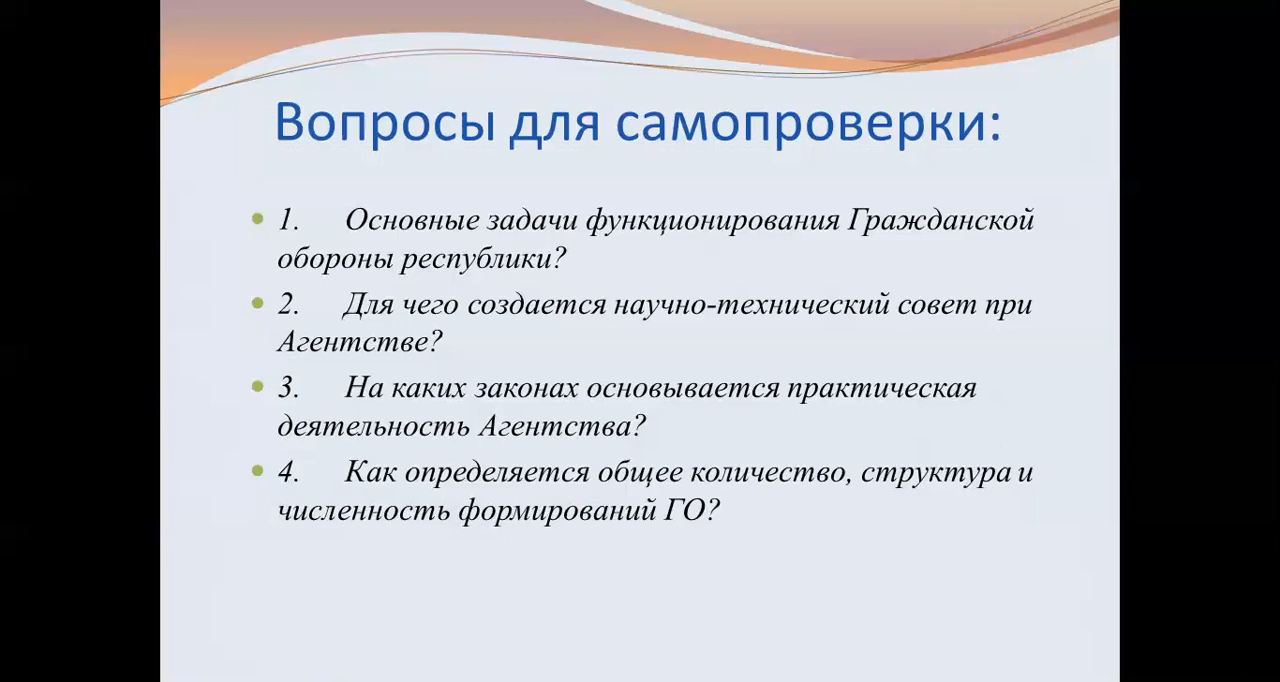 Вопросы для самопроверки:
• 1. Основные задачи функционирования Гражданской
обороны республики?
• 2. Для чего создается научно-технический совет при
Агентстве?
• 3. На каких законах основывается практическая
деятельность Агентства?
• 4. Как определяется общее количество, структура и
численность формирований ГО?